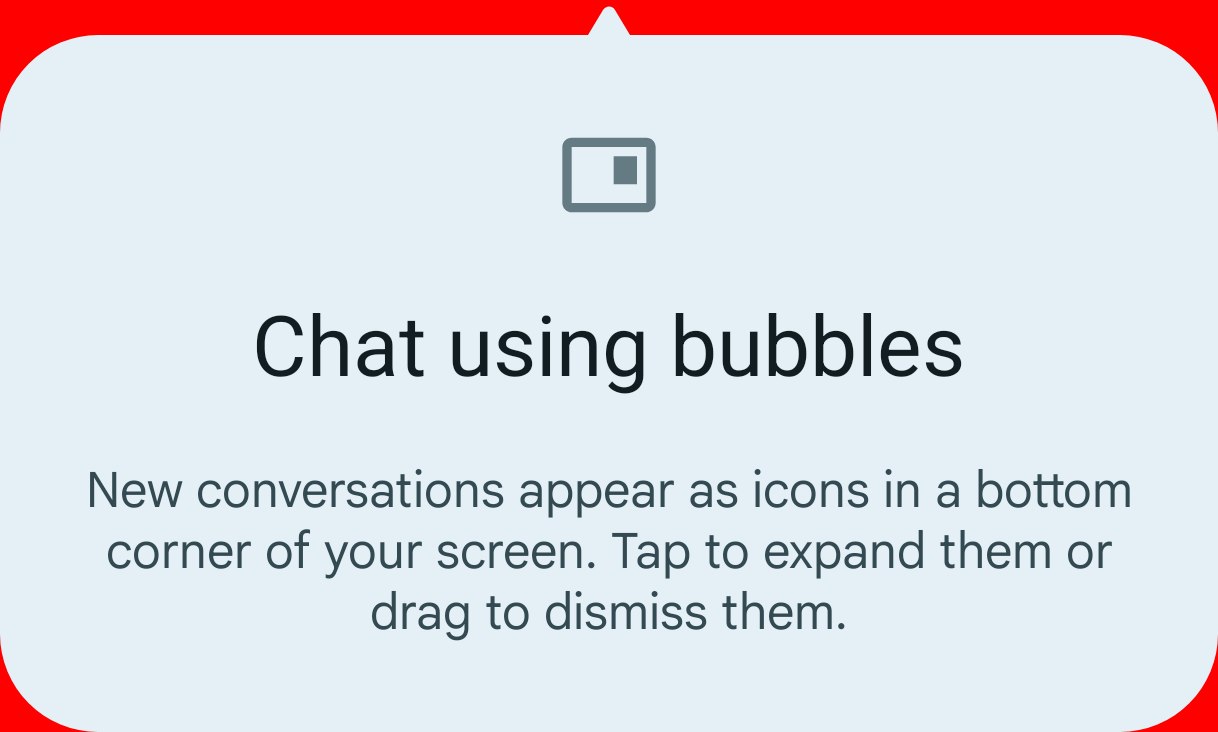 Chat using bubbles
New conversations appear as icons in a bottom
corner of your screen. Tap to expand them or
drag to dismiss them.